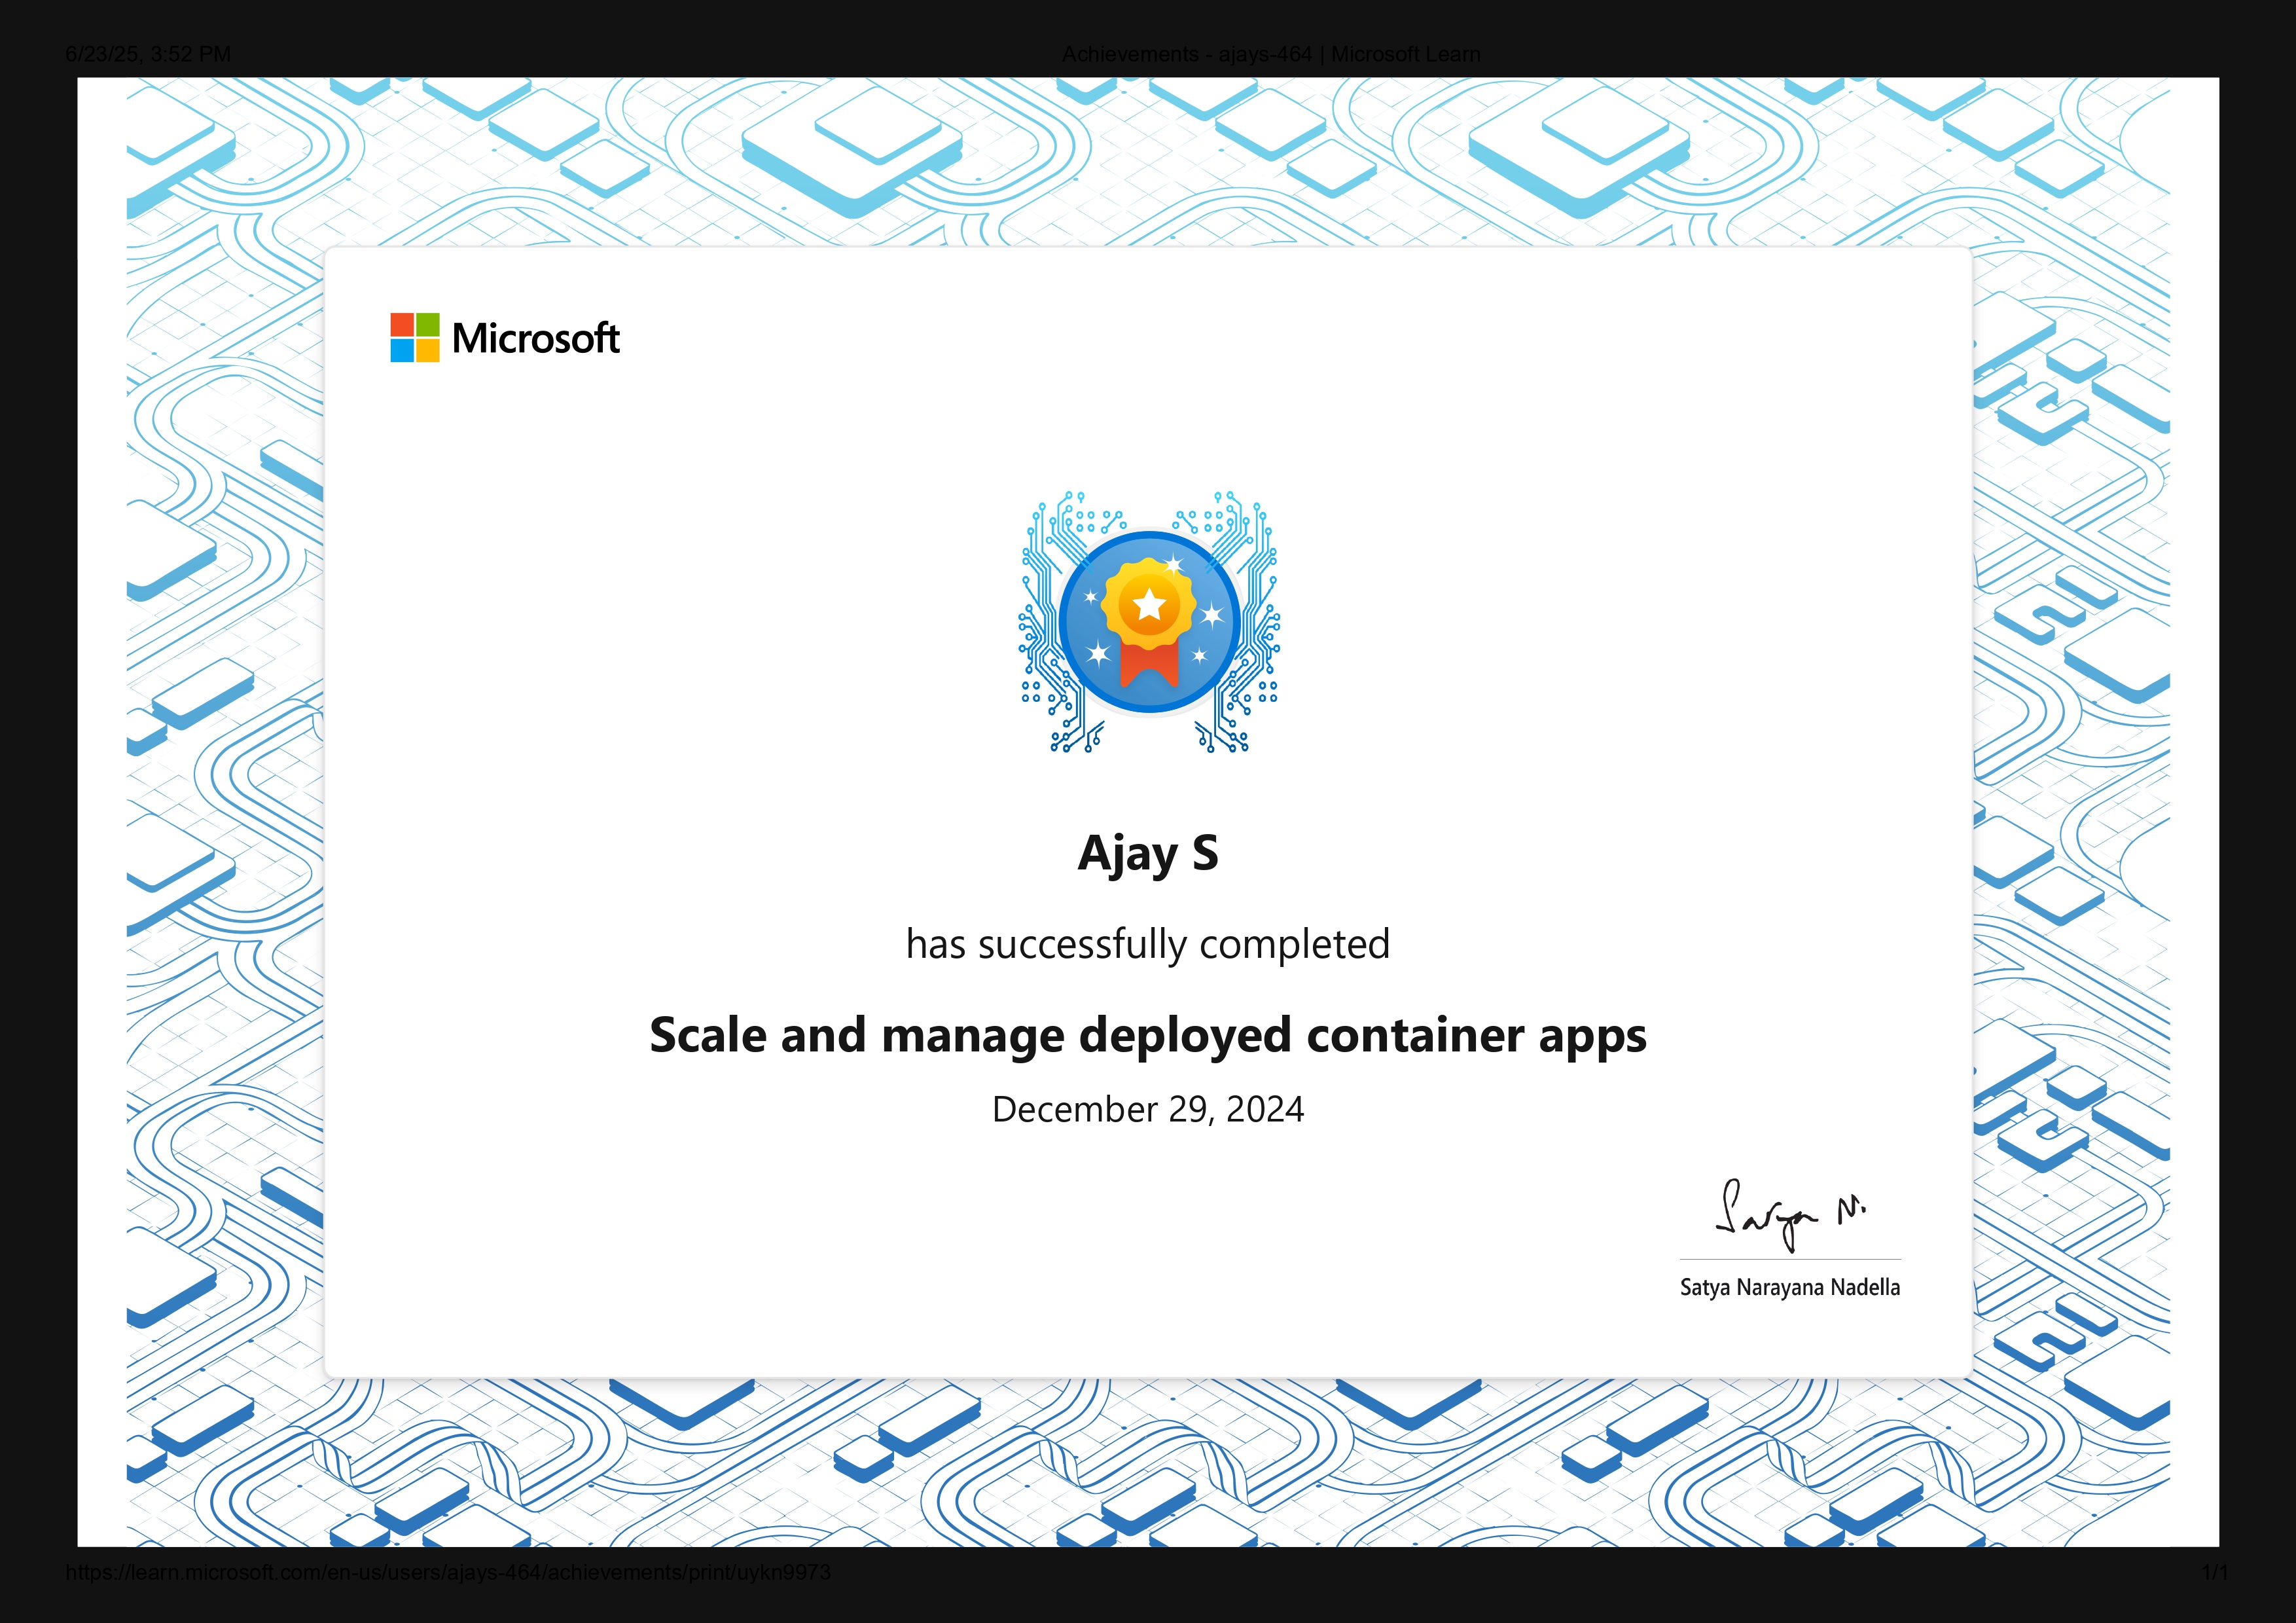 6/23/25, 3:52 PM
Achievements - ajays-464 | Microsoft Learn
Microsoft
Ajay S
has successfully completed
Scale and manage deployed container apps
December 29, 2024
Satya N.
Satya Narayana Nadella
https://learn.microsoft.com/en-us/users/ajays-464/achievements/print/uykn9973
1/1